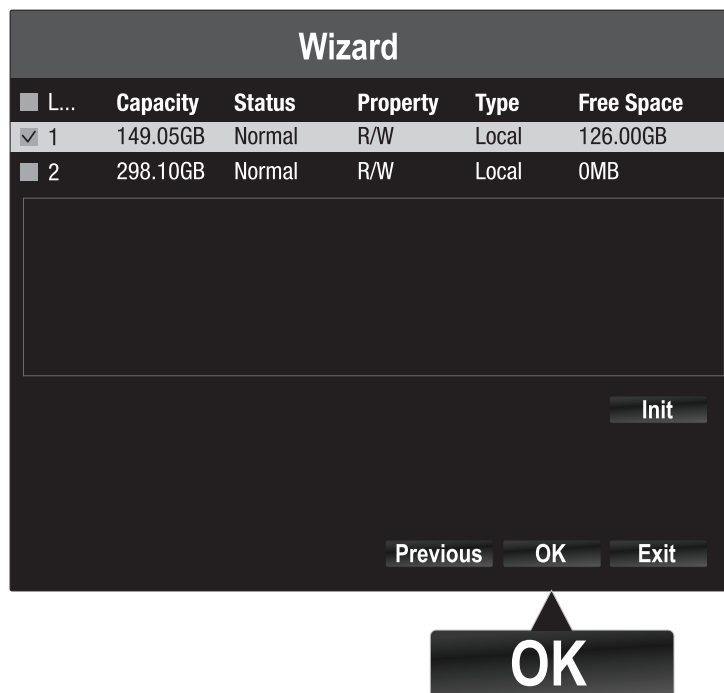 Wizard
L... Capacity Status Property Type Free Space
1 149.05GB Normal R/W Local 126.00GB
2 298.10GB Normal R/W Local 0MB
Init
Previous OK Exit
OK